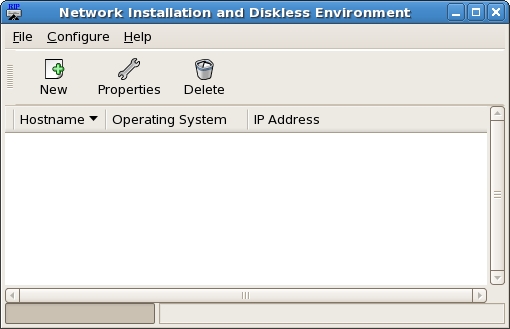 Network Installation and Diskless Environment
File Configure Help
New Properties Delete
Hostname Operating System IP Address